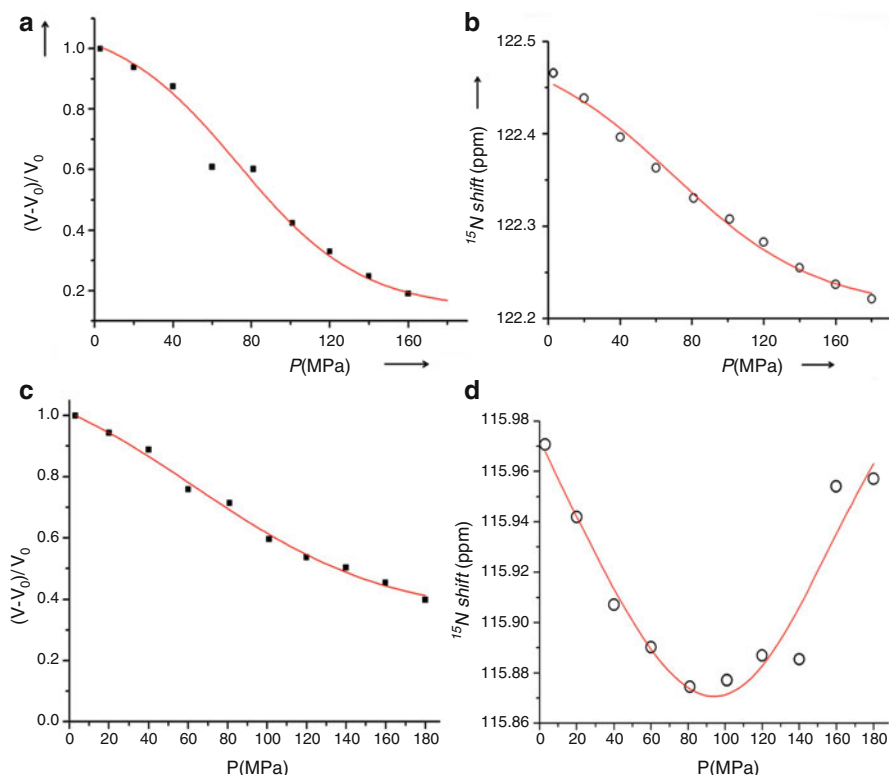 a
(V-V₀)/ V₀
1.0
0.8
0.6
0.4
0.2
0
40
80
120
160
P(MPa)
b
¹⁵N shift (ppm)
122.5
122.4
122.3
122.2
0
40
80
120
160
P(MPa)
c
(V-V₀)/ V₀
1.0
0.8
0.6
0.4
0.2
0.0
0 20 40 60 80 100 120 140 160 180
P(MPa)
d
¹⁵N shift (ppm)
115.98
115.96
115.94
115.92
115.90
115.88
115.86
0 20 40 60 80 100 120 140 160 180
P(MPa)